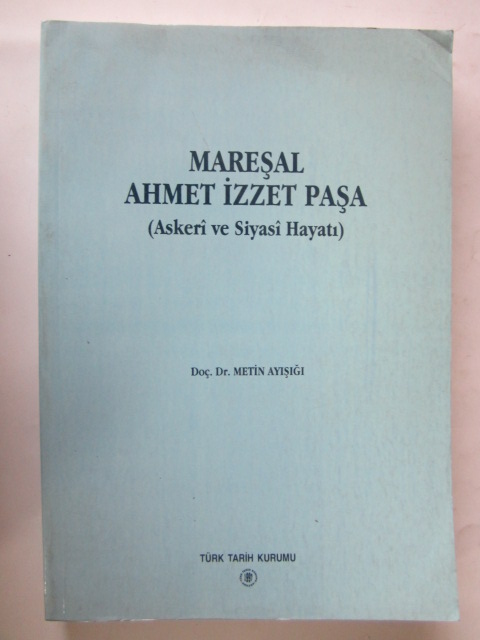 MAREŞAL
AHMET İZZET PAŞA
(Askerî ve Siyasî Hayatı)
Doç. Dr. METİN AYIŞIĞI
TÜRK TARİH KURUMU